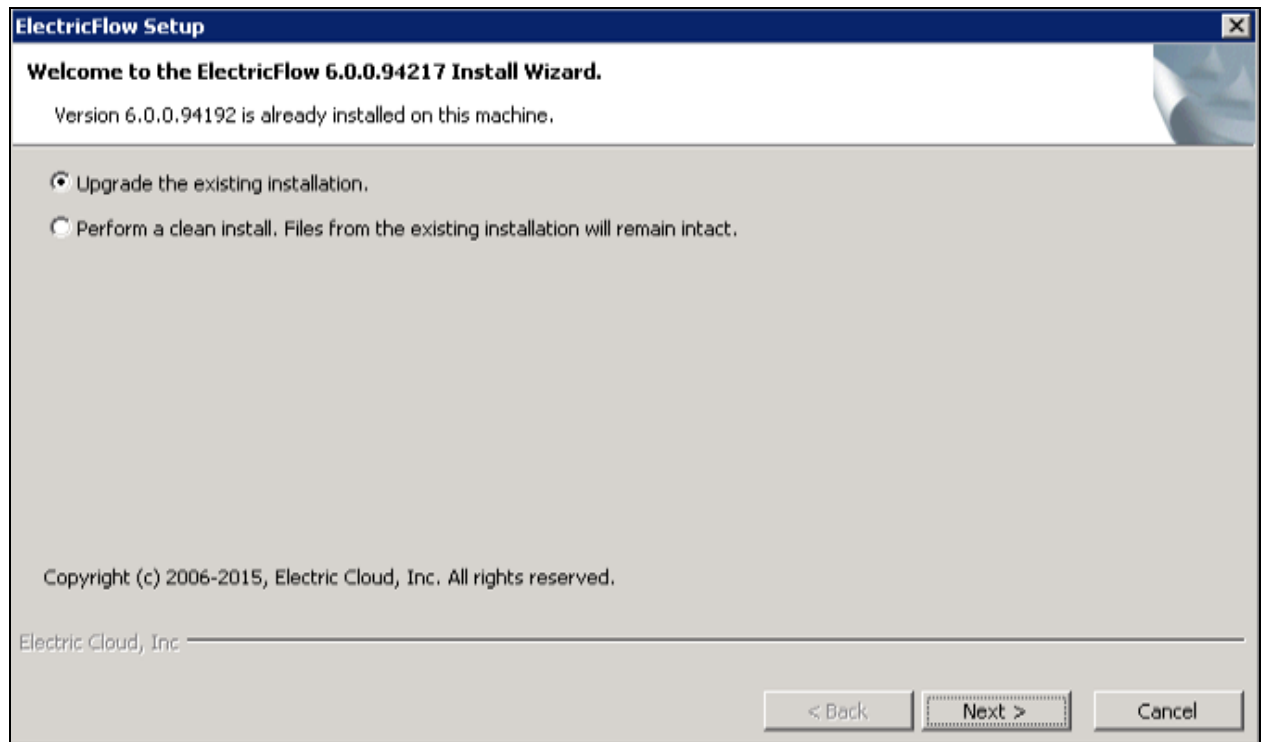 ElectricFlow Setup
Welcome to the ElectricFlow 6.0.0.94217 Install Wizard.
Version 6.0.0.94192 is already installed on this machine.
Upgrade the existing installation.
Perform a clean install. Files from the existing installation will remain intact.
Copyright (c) 2006-2015, Electric Cloud, Inc. All rights reserved.
Electric Cloud, Inc
< Back Next > Cancel